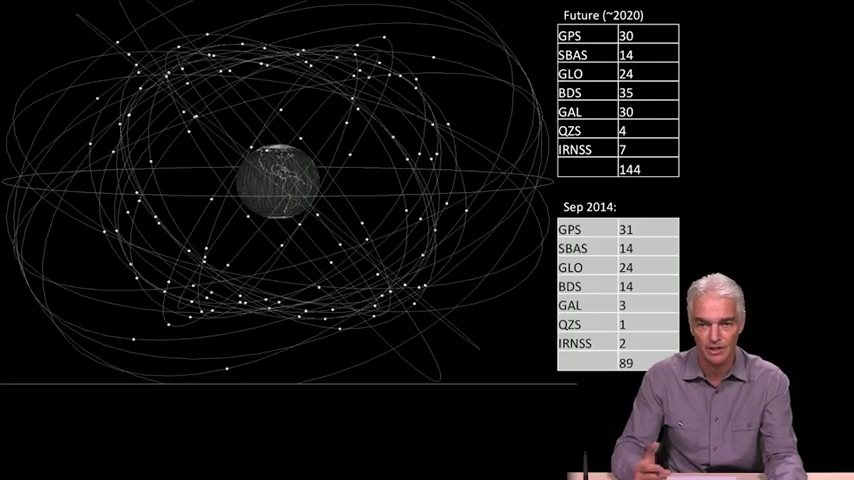 Future (~2020)
GPS 30
SBAS 14
GLO 24
BDS 35
GAL 30
QZS 4
IRNSS 7
144
Sep 2014:
GPS 31
SBAS 14
GLO 24
BDS 14
GAL 3
QZS 1
IRNSS 2
89